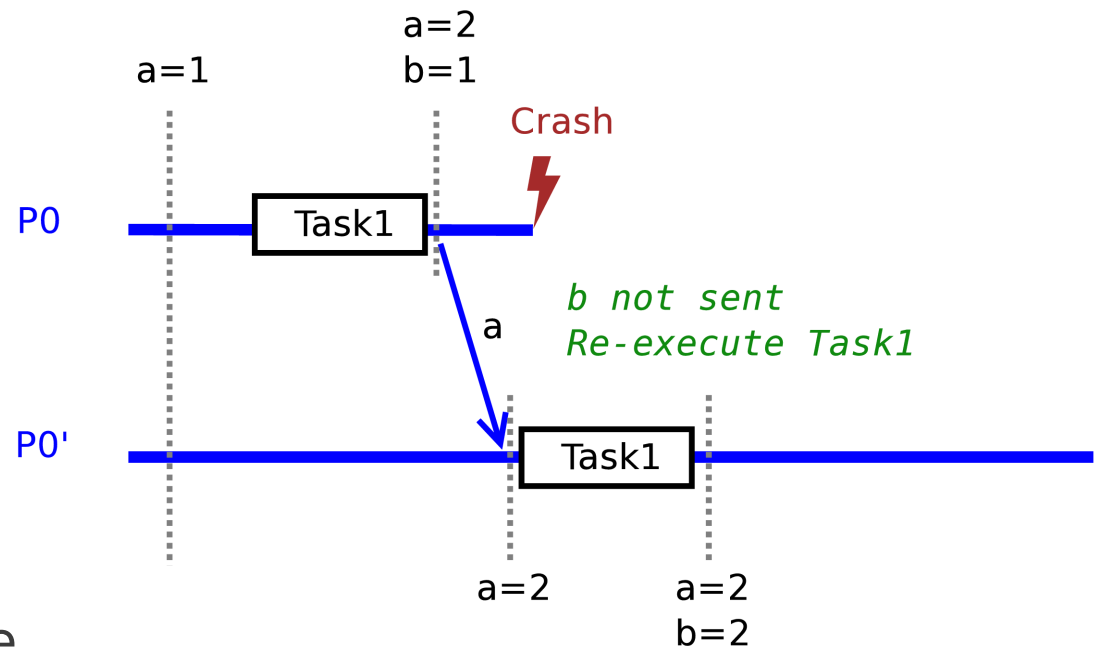 a=2
a=1
b=1
Crash
P0
Task1
b not sent
a
Re-execute Task1
P0'
Task1
a=2
a=2
b=2
e